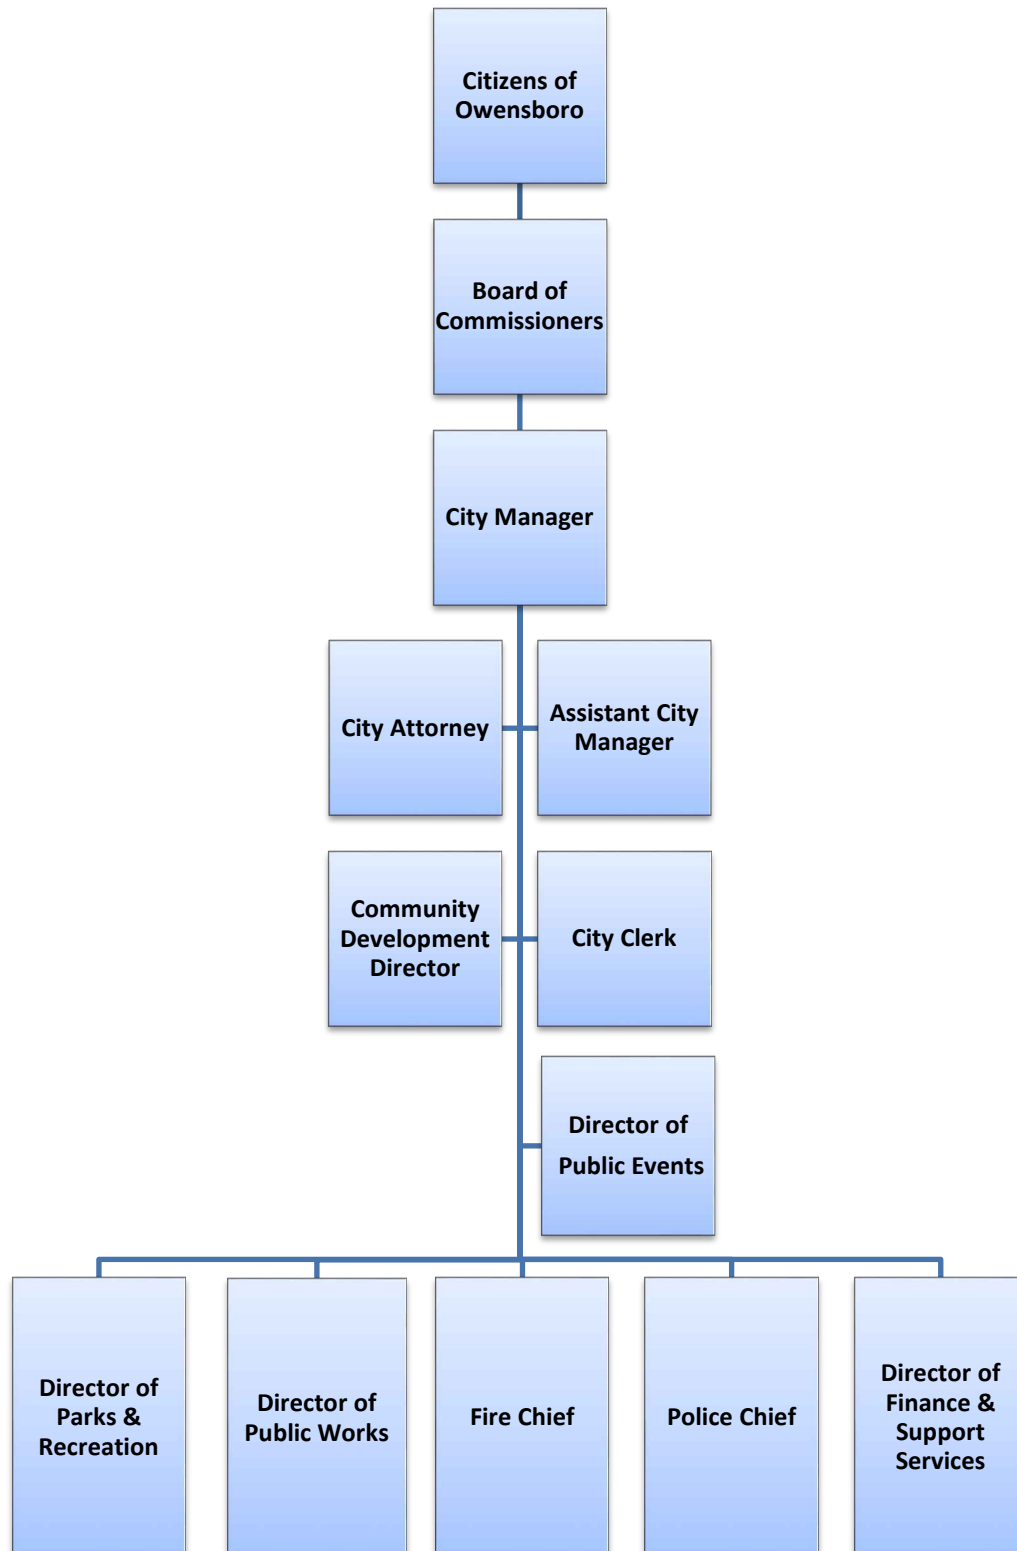 Citizens of
Owensboro
Board of
Commissioners
City Manager
City Attorney
Assistant City
Manager
Community
Development
Director
City Clerk
Director of
Public Events
Director of
Parks &
Recreation
Director of
Public Works
Fire Chief
Police Chief
Director of
Finance &
Support
Services